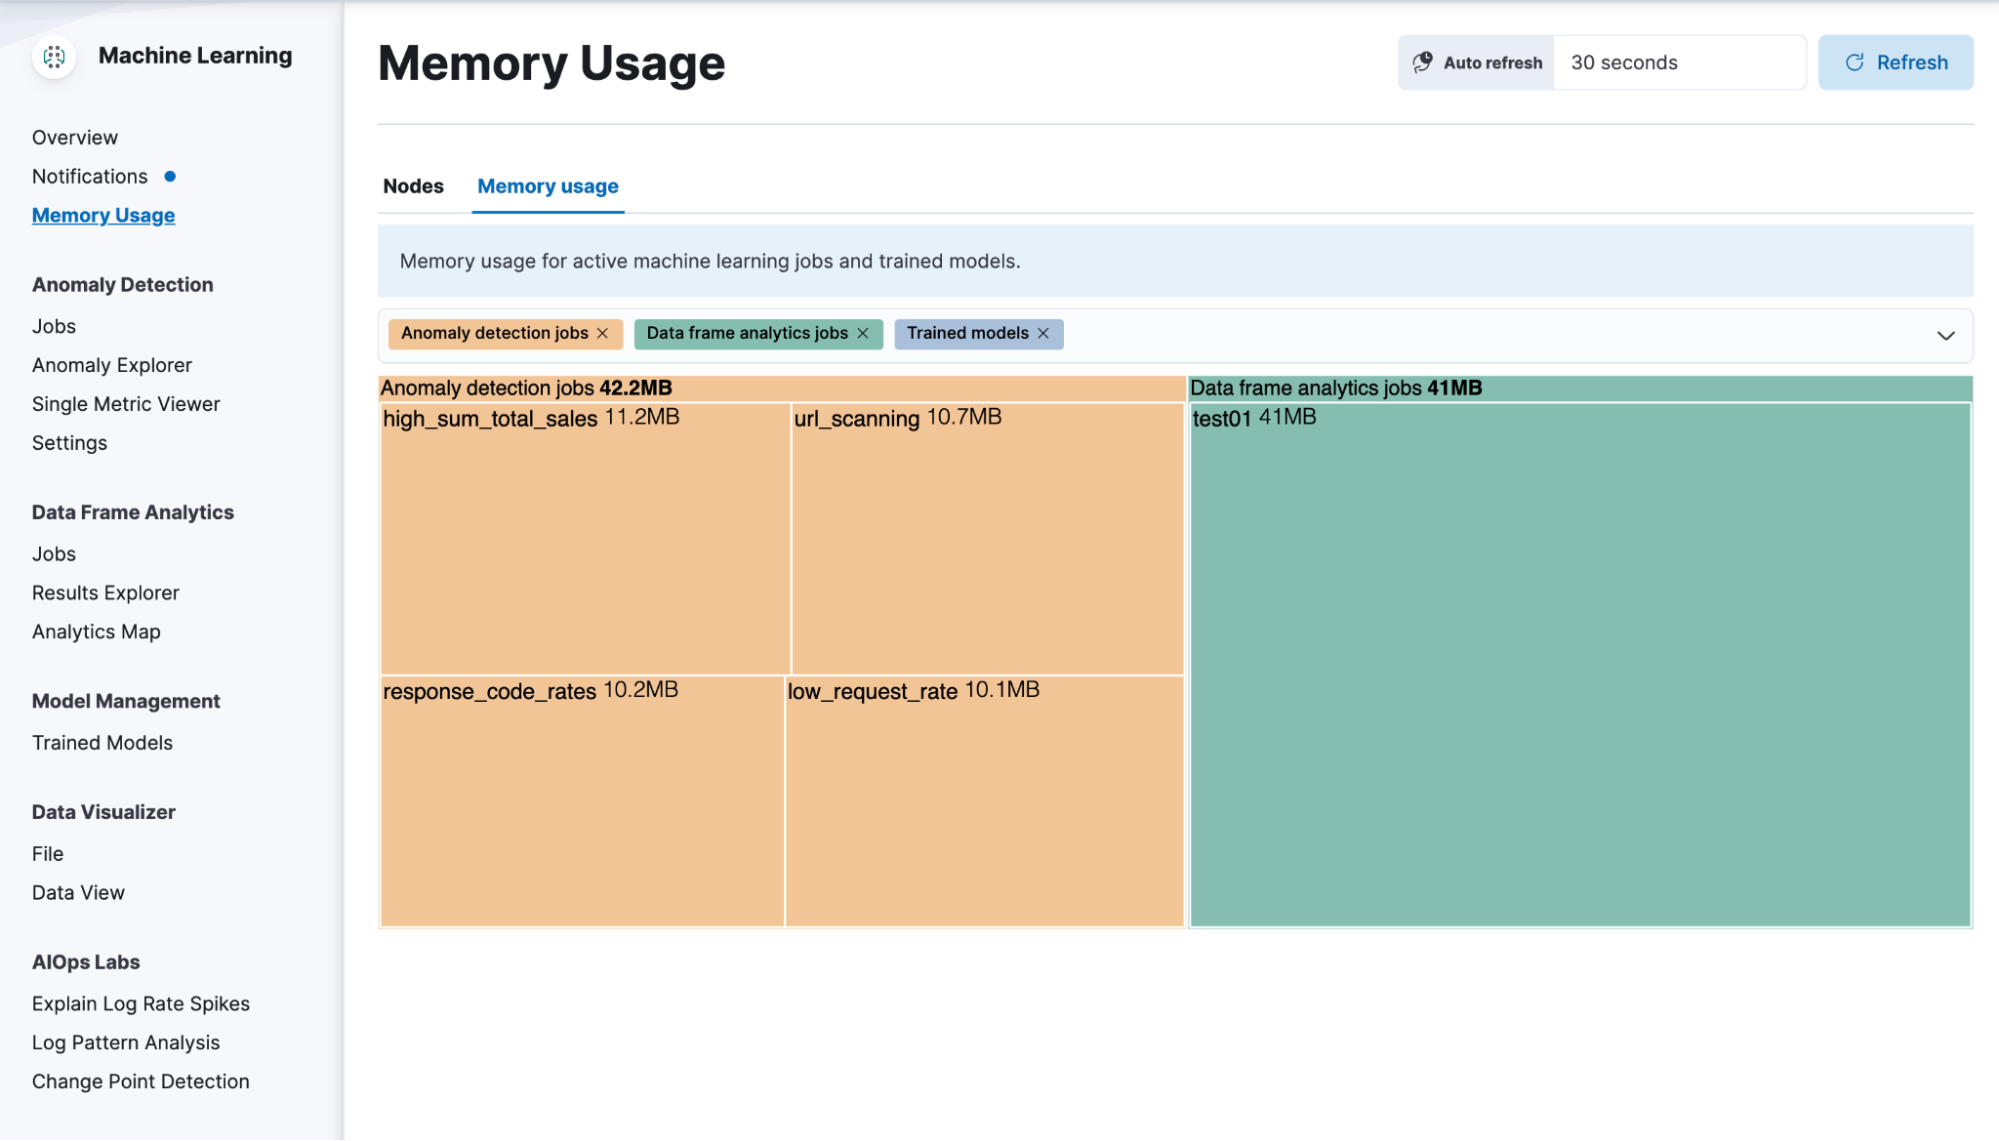 Machine Learning
Overview
Notifications
Memory Usage
Anomaly Detection
Jobs
Anomaly Explorer
Single Metric Viewer
Settings
Data Frame Analytics
Jobs
Results Explorer
Analytics Map
Model Management
Trained Models
Data Visualizer
File
Data View
AIOps Labs
Explain Log Rate Spikes
Log Pattern Analysis
Change Point Detection
Memory Usage
Auto refresh 30 seconds Refresh
Nodes Memory usage
Memory usage for active machine learning jobs and trained models.
Anomaly detection jobs Data frame analytics jobs Trained models
Anomaly detection jobs 42.2MB
high_sum_total_sales 11.2MB
url_scanning 10.7MB
response_code_rates 10.2MB
low_request_rate 10.1MB
Data frame analytics jobs 41MB
test01 41MB